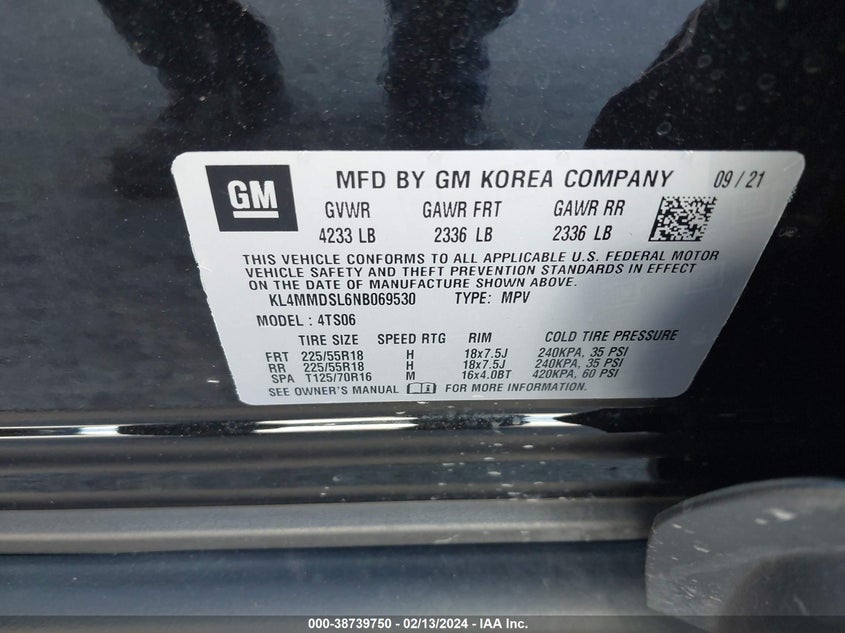 GM MFD BY GM KOREA COMPANY 09 / 21
GVWR GAWR FRT GAWR RR
4233 LB 2336 LB 2336 LB
THIS VEHICLE CONFORMS TO ALL APPLICABLE U.S. FEDERAL MOTOR
VEHICLE SAFETY AND THEFT PREVENTION STANDARDS IN EFFECT
ON THE DATE OF MANUFACTURE SHOWN ABOVE.
KL4MMDSL6NB069530 TYPE: MPV
MODEL : 4TS06
TIRE SIZE SPEED RTG RIM COLD TIRE PRESSURE
FRT 225/55R18 H 18x7.5J 240KPA, 35 PSI
RR 225/55R18 H 18x7.5J 240KPA, 35 PSI
SPA T125/70R16 M 16x4.0BT 420KPA, 60 PSI
SEE OWNER'S MANUAL FOR MORE INFORMATION.
000-38739750 - 02/13/2024 - IAA Inc.